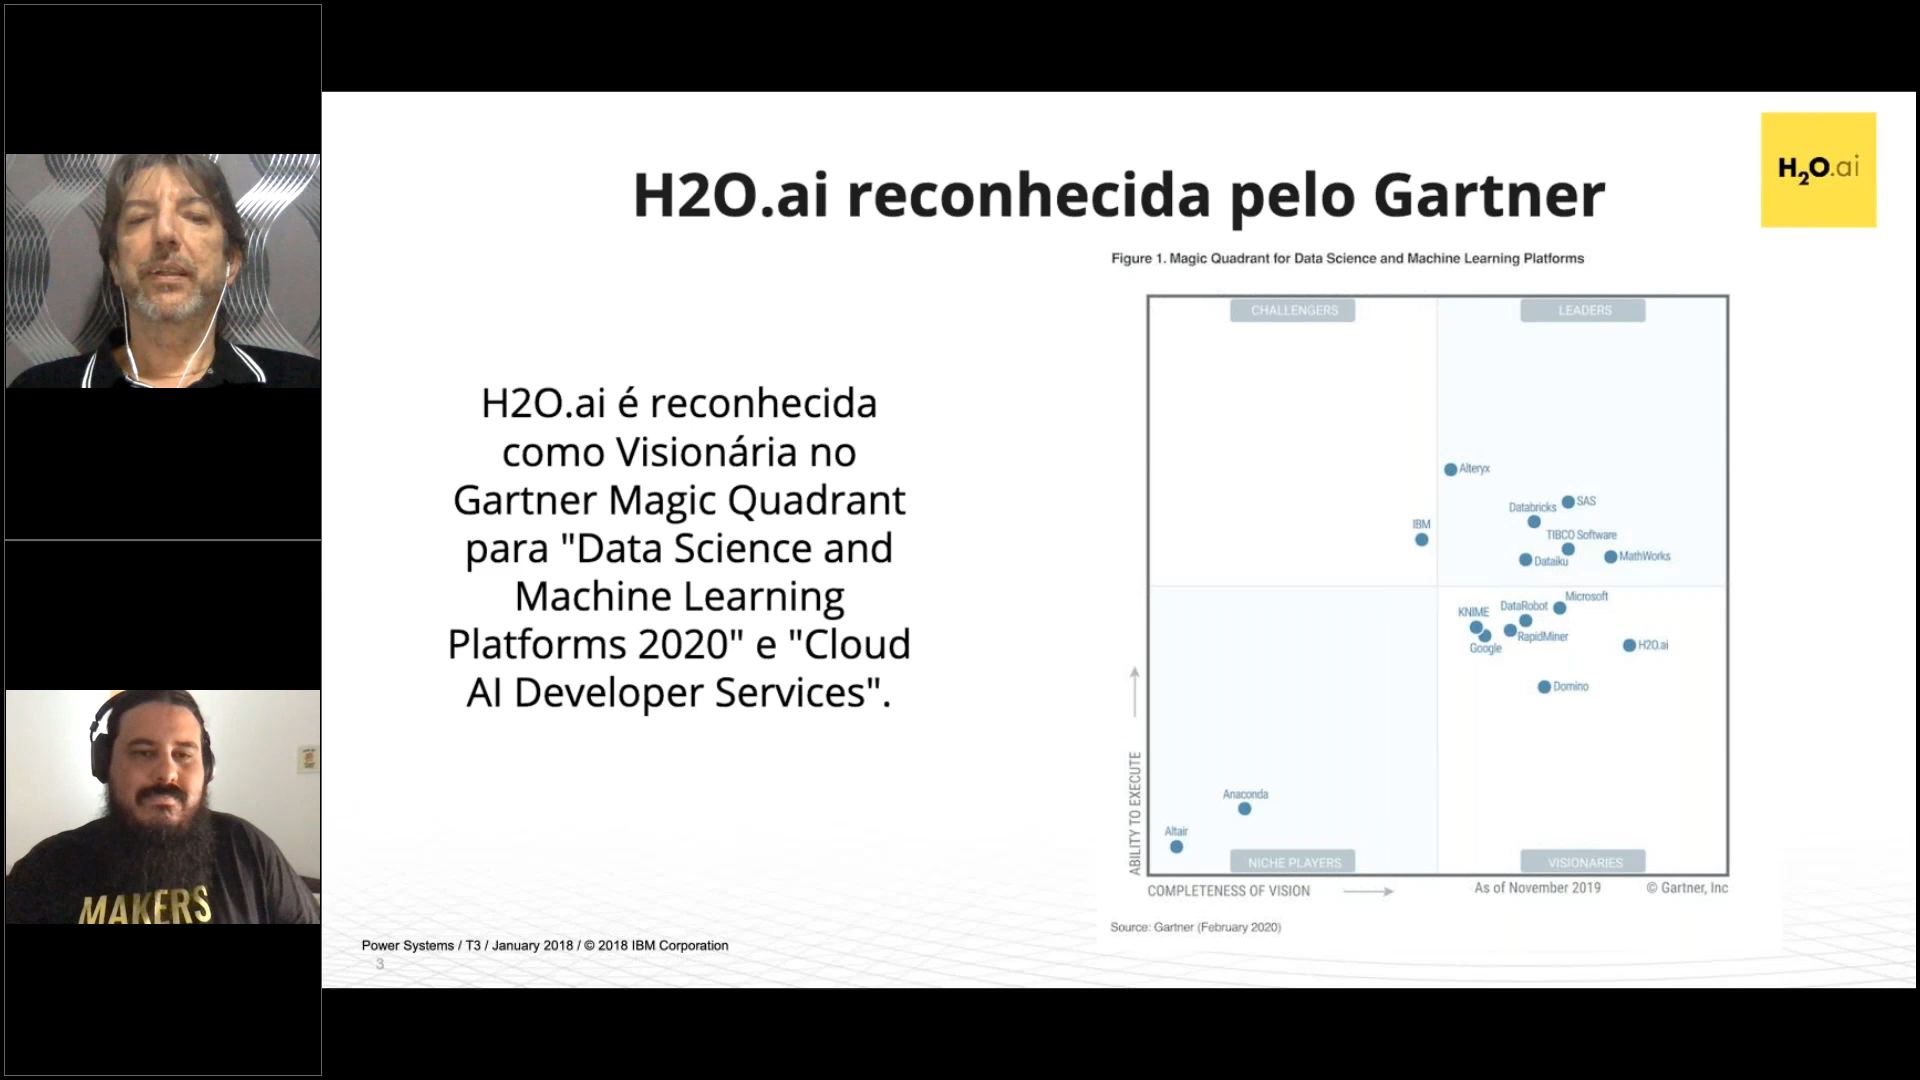 H2O.ai
H2O.ai reconhecida pelo Gartner
Figure 1. Magic Quadrant for Data Science and Machine Learning Platforms
H2O.ai é reconhecida
como Visionária no
Gartner Magic Quadrant
para "Data Science and
Machine Learning
Platforms 2020" e "Cloud
AI Developer Services".
CHALLENGERS
LEADERS
Alteryx
SAS
Databricks
IBM
TIBCO Software
MathWorks
Dataiku
Microsoft
DataRobot
KNIME
RapidMiner
H2O.ai
Google
Domino
Anaconda
Altair
NICHE PLAYERS
VISIONARIES
ABILITY TO EXECUTE
COMPLETENESS OF VISION
As of November 2019
© Gartner, Inc
Source: Gartner (February 2020)
Power Systems / T3 / January 2018 / © 2018 IBM Corporation
3
MAKERS